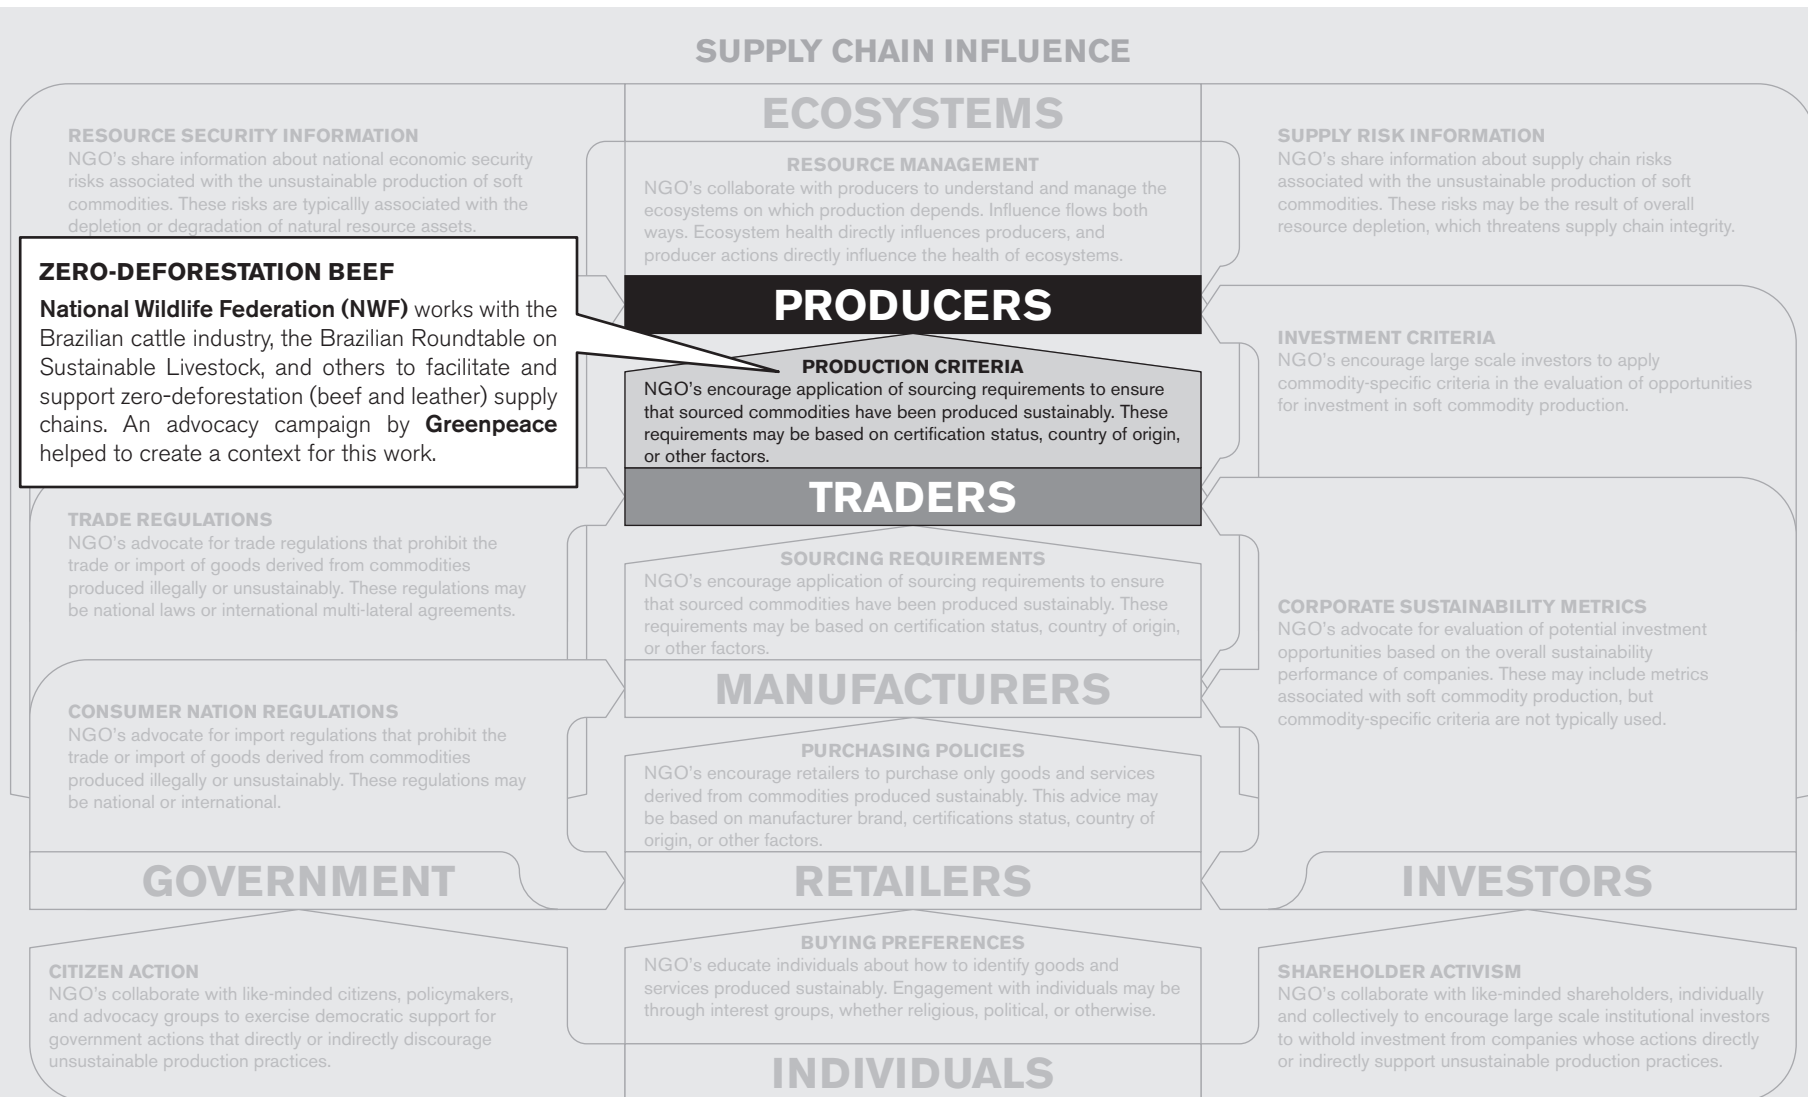 SUPPLY CHAIN INFLUENCE
ECOSYSTEMS
RESOURCE SECURITY INFORMATION
NGO's share information about national economic security
risks associated with the unsustainable production of soft
commodities. These risks are typicallly associated with the
depletion or degradation of natural resource assets.
RESOURCE MANAGEMENT
NGO's collaborate with producers to understand and manage the
ecosystems on which production depends. Influence flows both
ways. Ecosystem health directly influences producers, and
producer actions directly influence the health of ecosystems.
SUPPLY RISK INFORMATION
NGO's share information about supply chain risks
associated with the unsustainable production of soft
commodities. These risks may be the result of overall
resource depletion, which threatens supply chain integrity.
ZERO-DEFORESTATION BEEF
National Wildlife Federation (NWF) works with the
Brazilian cattle industry, the Brazilian Roundtable on
Sustainable Livestock, and others to facilitate and
support zero-deforestation (beef and leather) supply
chains. An advocacy campaign by Greenpeace
helped to create a context for this work.
PRODUCERS
PRODUCTION CRITERIA
NGO's encourage application of sourcing requirements to ensure
that sourced commodities have been produced sustainably. These
requirements may be based on certification status, country of origin,
or other factors.
INVESTMENT CRITERIA
NGO's encourage large scale investors to apply
commodity-specific criteria in the evaluation of opportunities
for investment in soft commodity production.
TRADERS
TRADE REGULATIONS
NGO's advocate for trade regulations that prohibit the
trade or import of goods derived from commodities
produced illegally or unsustainably. These regulations may
be national laws or international multi-lateral agreements.
SOURCING REQUIREMENTS
NGO's encourage application of sourcing requirements to ensure
that sourced commodities have been produced sustainably. These
requirements may be based on certification status, country of origin,
or other factors.
CORPORATE SUSTAINABILITY METRICS
NGO's advocate for evaluation of potential investment
opportunities based on the overall sustainability
performance of companies. These may include metrics
associated with soft commodity production, but
commodity-specific criteria are not typically used.
MANUFACTURERS
CONSUMER NATION REGULATIONS
NGO's advocate for import regulations that prohibit the
trade or import of goods derived from commodities
produced illegally or unsustainably. These regulations may
be national or international.
PURCHASING POLICIES
NGO's encourage retailers to purchase only goods and services
derived from commodities produced sustainably. This advice may
be based on manufacturer brand, certifications status, country of
origin, or other factors.
GOVERNMENT
RETAILERS
INVESTORS
CITIZEN ACTION
NGO's collaborate with like-minded citizens, policymakers,
and advocacy groups to exercise democratic support for
government actions that directly or indirectly discourage
unsustainable production practices.
BUYING PREFERENCES
NGO's educate individuals about how to identify goods and
services produced sustainably. Engagement with individuals may be
through interest groups, whether religious, political, or otherwise.
SHAREHOLDER ACTIVISM
NGO's collaborate with like-minded shareholders, individually
and collectively to encourage large scale institutional investors
to withold investment from companies whose actions directly
or indirectly support unsustainable production practices.
INDIVIDUALS